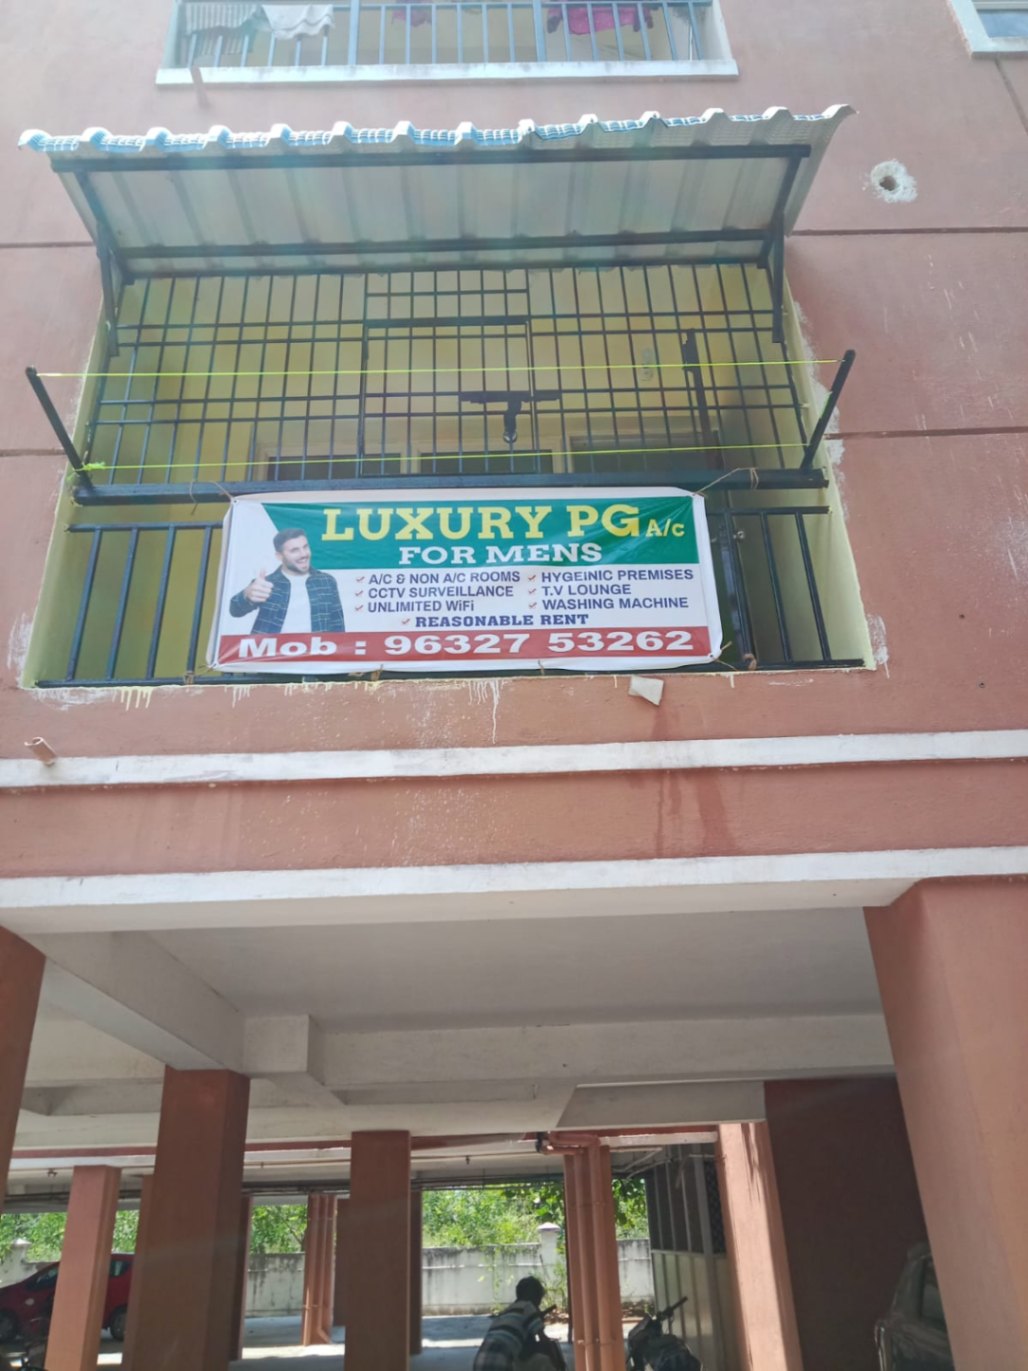 LUXURY PG A/c
FOR MENS
A/C & NON A/C ROOMS
CCTV SURVEILLANCE
UNLIMITED WiFi
HYGEINIC PREMISES
T.V LOUNGE
WASHING MACHINE
REASONABLE RENT
Mob : 96327 53262